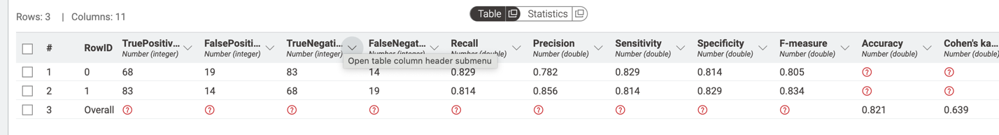 Rows: 3 | Columns: 11 Table Statistics
# RowID TruePositiv... FalsePositi... TrueNegati... FalseNegat... Recall Precision Sensitivity Specificity F-measure Accuracy Cohen's ka...
Number (integer) Number (integer) Number (integer) Number (integer) Number (double) Number (double) Number (double) Number (double) Number (double) Number (double) Number (double)
Open table column header submenu
1 0 68 19 83 14 0.829 0.782 0.829 0.814 0.805 ? ?
2 1 83 14 68 19 0.814 0.856 0.814 0.829 0.834 ? ?
3 Overall ? ? ? ? ? ? ? ? ? 0.821 0.639